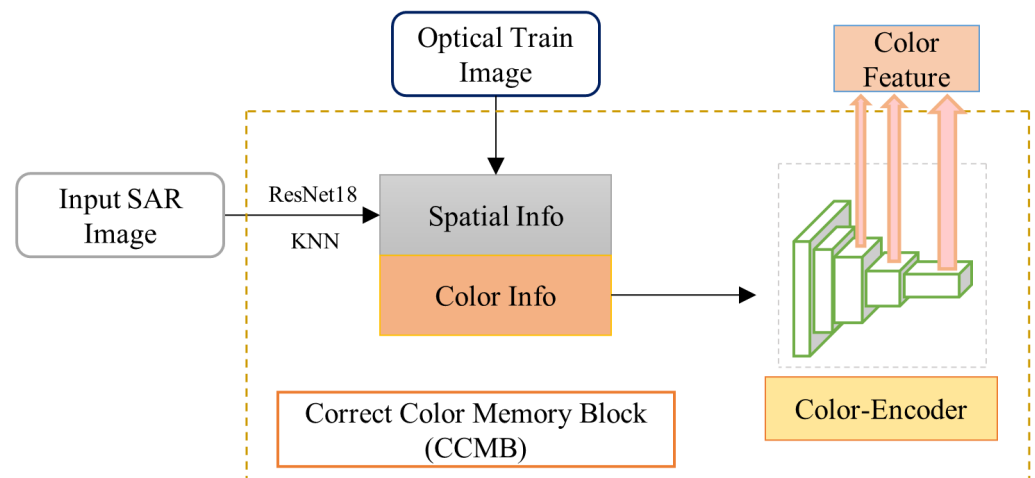 Optical Train
Image
Color
Feature
Input SAR
Image
ResNet18
KNN
Spatial Info
Color Info
Correct Color Memory Block
(CCMB)
Color-Encoder